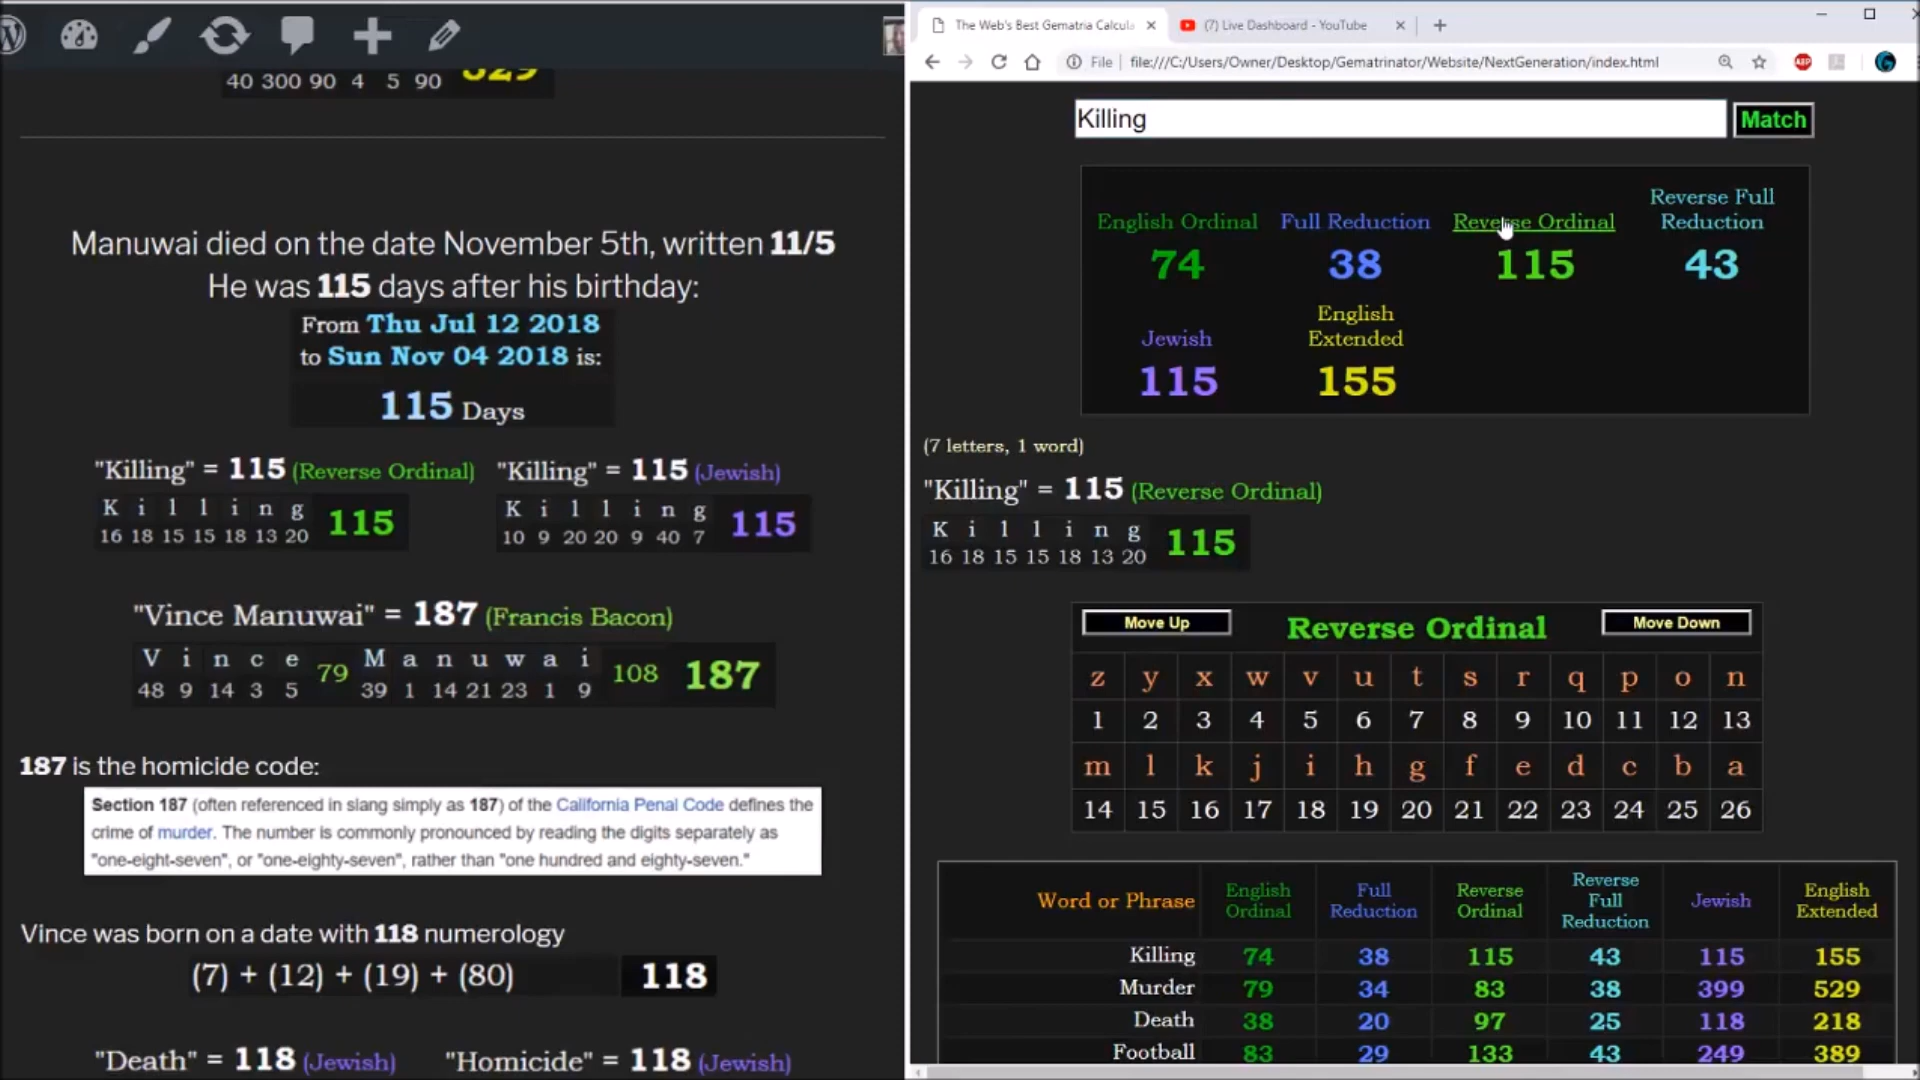 40 300 90 4 5 90 529
Manuwai died on the date November 5th, written 11/5
He was 115 days after his birthday:
From Thu Jul 12 2018
to Sun Nov 04 2018 is:
115 Days
"Killing" = 115 (Reverse Ordinal) "Killing" = 115 (Jewish)
K i l l i n g
16 18 15 15 18 13 20
115
K i l l i n g
10 9 20 20 9 40 7
115
"Vince Manuwai" = 187 (Francis Bacon)
V i n c e 79 M a n u w a i 108 187
48 9 14 3 5 39 1 14 21 23 1 9
187 is the homicide code:
Section 187 (often referenced in slang simply as 187) of the California Penal Code defines the
crime of murder. The number is commonly pronounced by reading the digits separately as
"one-eight-seven", or "one-eighty-seven", rather than "one hundred and eighty-seven."
Vince was born on a date with 118 numerology
(7) + (12) + (19) + (80) 118
"Death" = 118 (Jewish) "Homicide" = 118 (Jewish)
The Web's Best Gematria Calcula
(7) Live Dashboard - YouTube
File file:///C:/Users/Owner/Desktop/Gematrinator/Website/NextGeneration/index.html
ABP
Killing
Match
English Ordinal Full Reduction Reverse Ordinal Reverse Full Reduction
74 38 115 43
Jewish English Extended
115 155
(7 letters, 1 word)
"Killing" = 115 (Reverse Ordinal)
K i l l i n g
16 18 15 15 18 13 20
115
Move Up Reverse Ordinal Move Down
z y x w v u t s r q p o n
1 2 3 4 5 6 7 8 9 10 11 12 13
m l k j i h g f e d c b a
14 15 16 17 18 19 20 21 22 23 24 25 26
Word or Phrase English Ordinal Full Reduction Reverse Ordinal Reverse Full Reduction Jewish English Extended
Killing 74 38 115 43 115 155
Murder 79 34 83 38 399 529
Death 38 20 97 25 118 218
Football 83 29 133 43 249 389